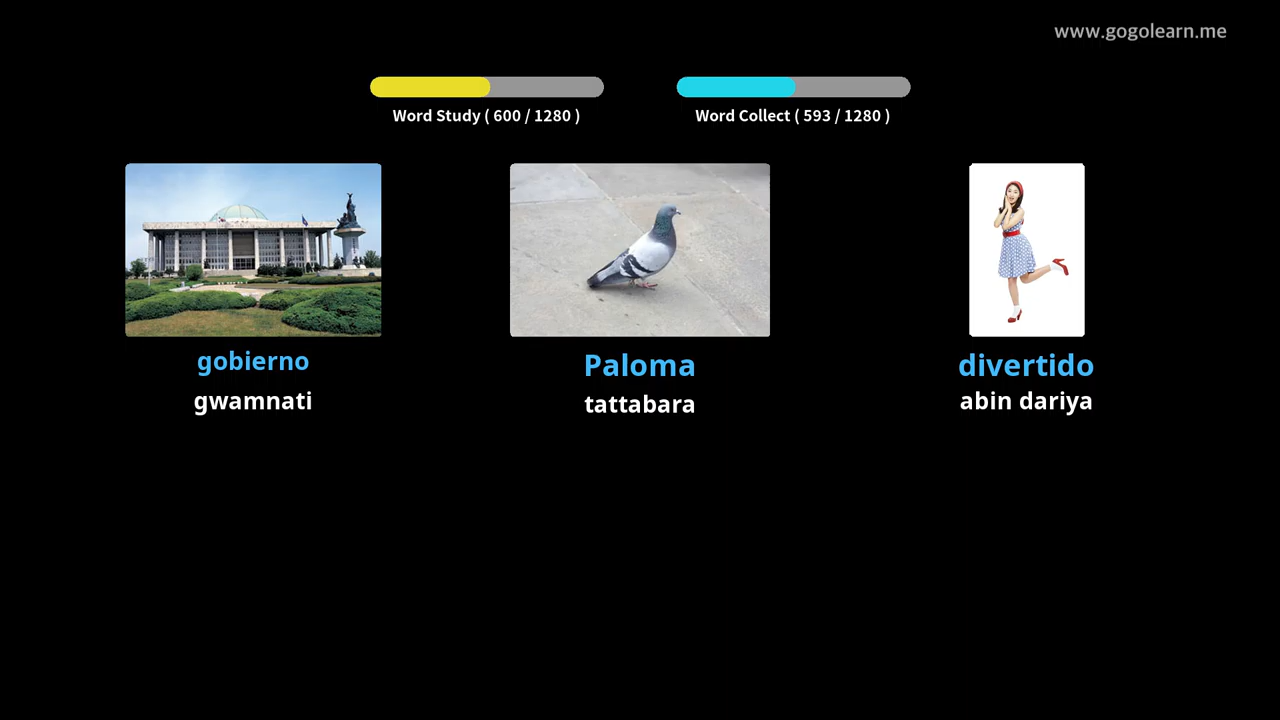 www.gogolearn.me
Word Study ( 600 / 1280 )
Word Collect ( 593 / 1280 )
gobierno
gwamnati
Paloma
tattabara
divertido
abin dariya